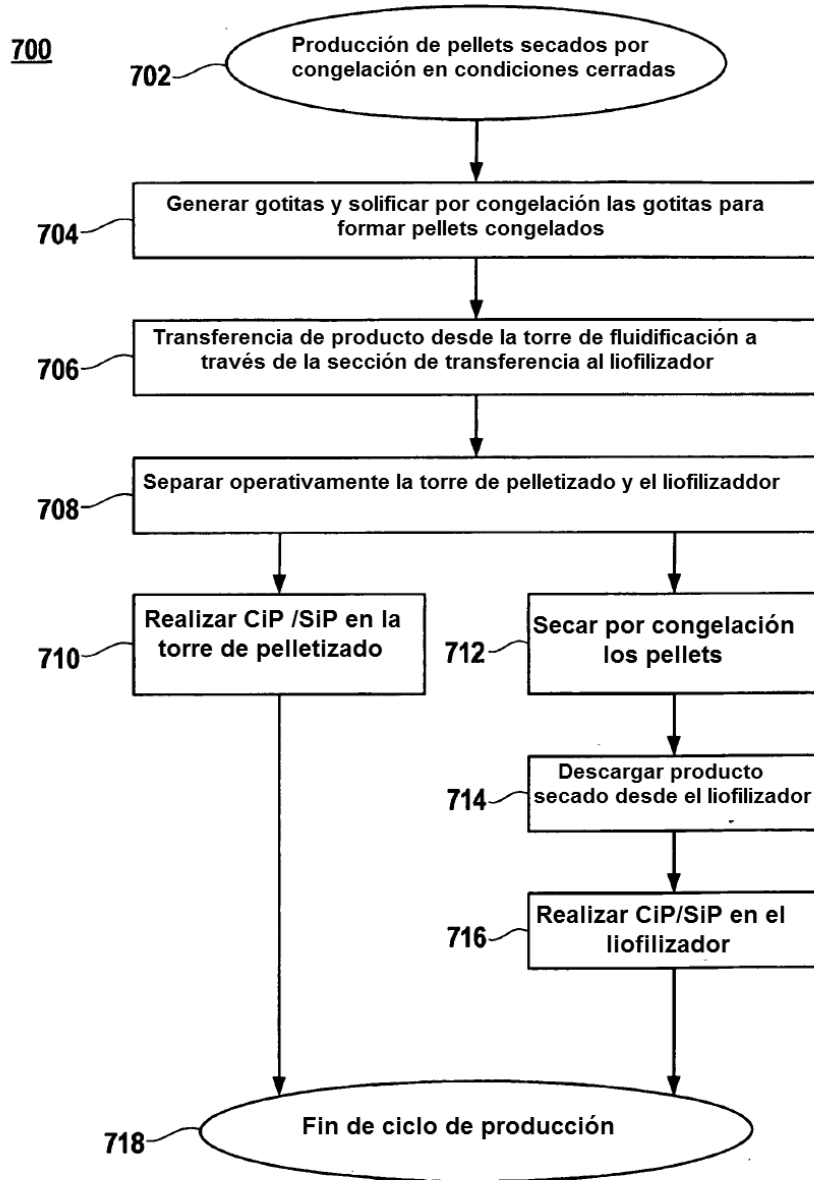 700
702
Producción de pellets secados por
congelación en condiciones cerradas
704
Generar gotitas y solificar por congelación las gotitas para
formar pellets congelados
706
Transferencia de producto desde la torre de fluidificación a
través de la sección de transferencia al liofilizador
708
Separar operativamente la torre de pelletizado y el liofilizaddor
710
Realizar CiP /SiP en la
torre de pelletizado
712
Secar por congelación
los pellets
714
Descargar producto
secado desde el liofilizador
716
Realizar CiP/SiP en el
liofilizador
718
Fin de ciclo de producción